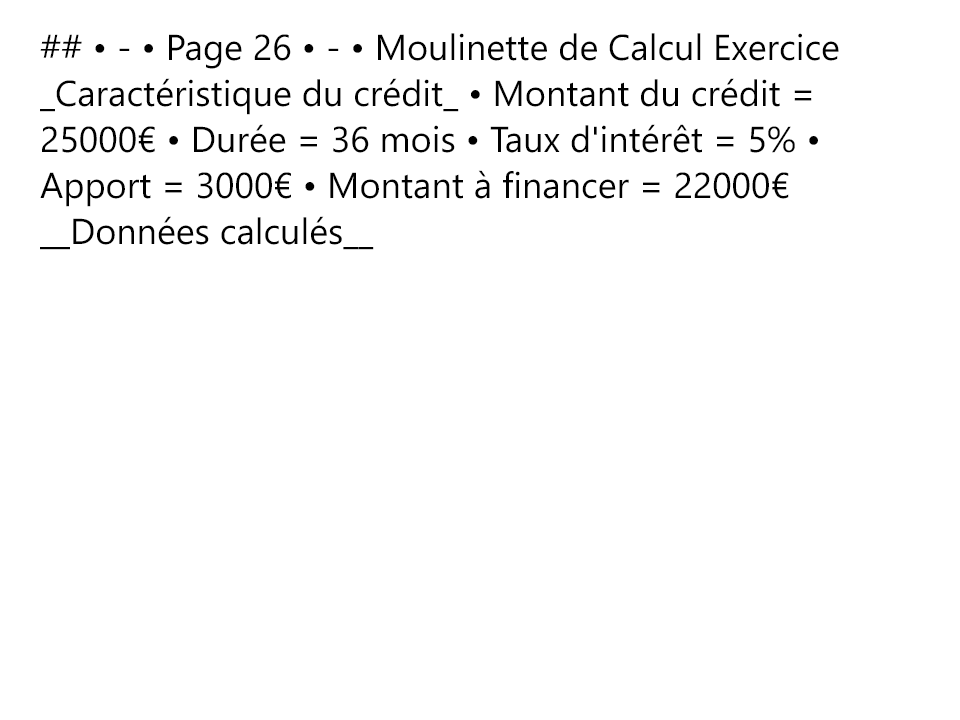 ## • - • Page 26 • - • Moulinette de Calcul Exercice
_Caractéristique du crédit_ • Montant du crédit =
25000€ • Durée = 36 mois • Taux d'intérêt = 5% •
Apport = 3000€ • Montant à financer = 22000€
__Données calculés__